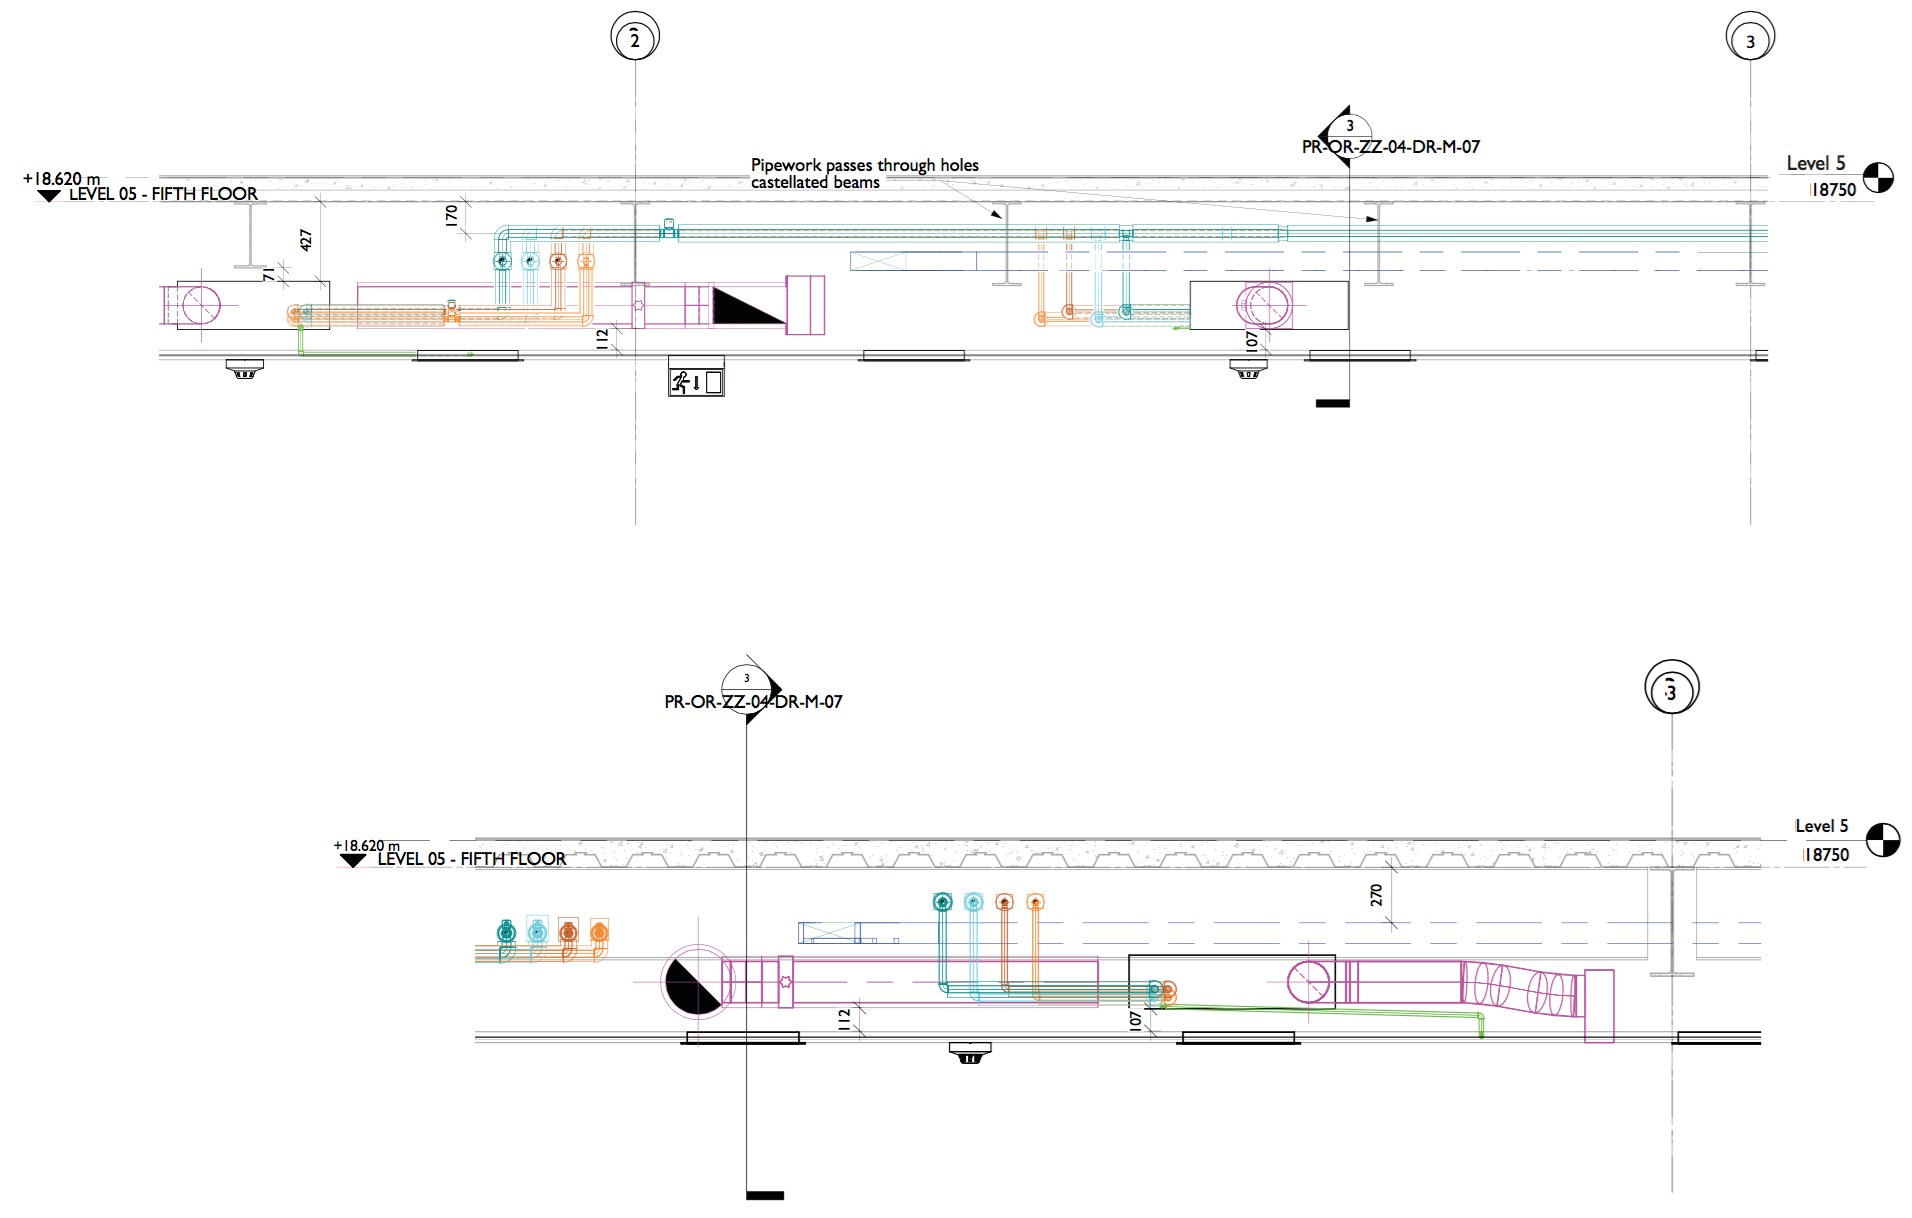 2
3
3
PR-OR-ZZ-04-DR-M-07
Pipework passes through holes
castellated beams
Level 5
18750
+18.620 m
LEVEL 05 - FIFTH FLOOR
170
427
71
112
107
3
PR-OR-ZZ-04-DR-M-07
3
Level 5
18750
+18.620 m
LEVEL 05 - FIFTH FLOOR
270
112
107